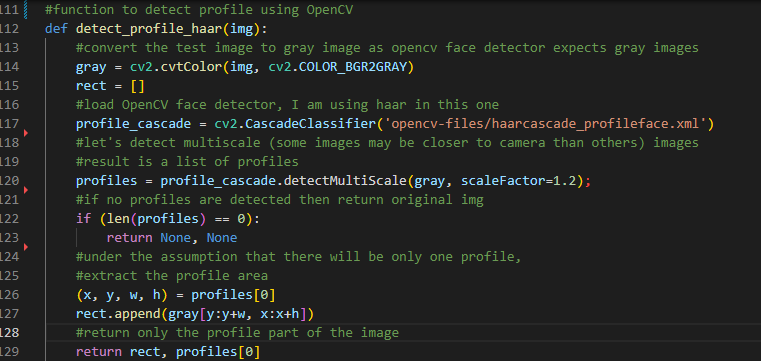 111 #function to detect profile using OpenCV
112 def detect_profile_haar(img):
113     #convert the test image to gray image as opencv face detector expects gray images
114     gray = cv2.cvtColor(img, cv2.COLOR_BGR2GRAY)
115     rect = []
116     #load OpenCV face detector, I am using haar in this one
117     profile_cascade = cv2.CascadeClassifier('opencv-files/haarcascade_profileface.xml')
118     #let's detect multiscale (some images may be closer to camera than others) images
119     #result is a list of profiles
120     profiles = profile_cascade.detectMultiScale(gray, scaleFactor=1.2);
121     #if no profiles are detected then return original img
122     if (len(profiles) == 0):
123         return None, None
124     #under the assumption that there will be only one profile,
125     #extract the profile area
126     (x, y, w, h) = profiles[0]
127     rect.append(gray[y:y+w, x:x+h])
128     #return only the profile part of the image
129     return rect, profiles[0]